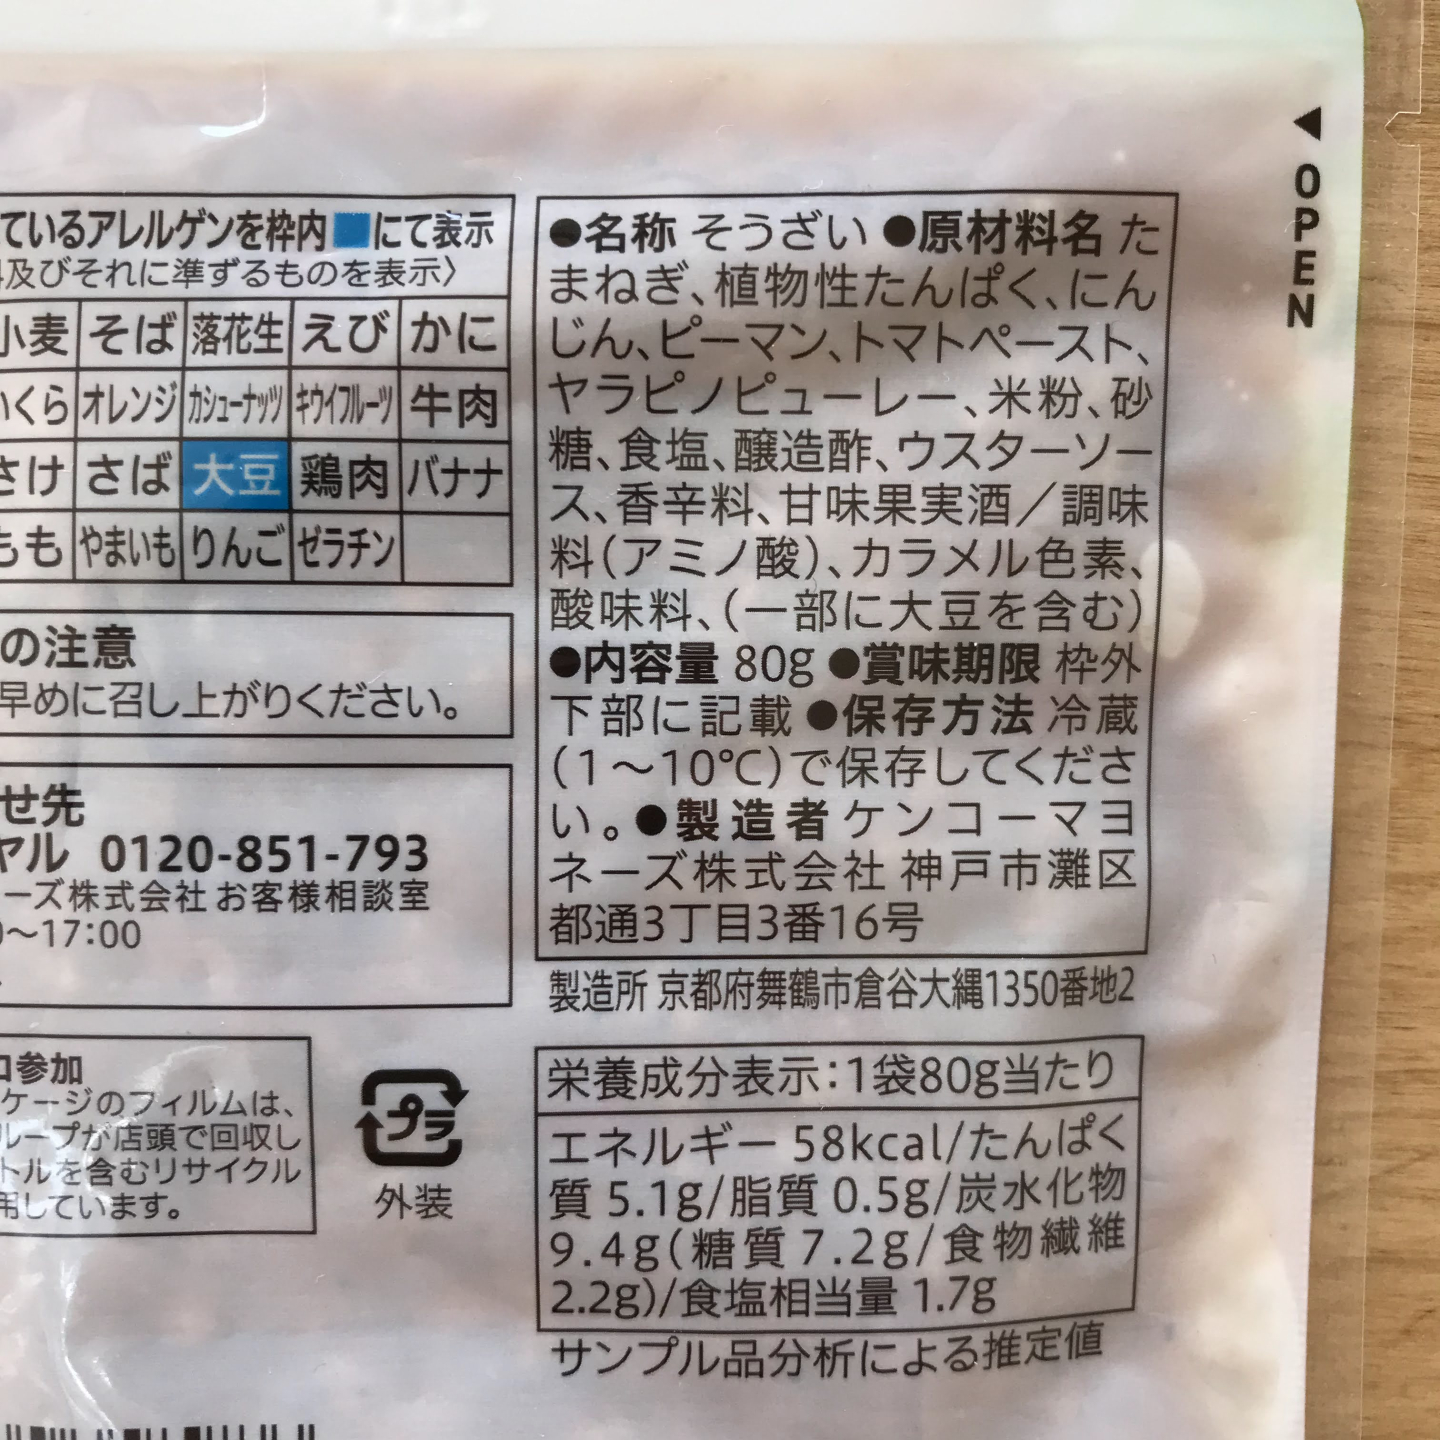 ているアレルゲンを枠内■にて表示
及びそれに準ずるものを表示〉
小麦 そば 落花生 えび かに
いくら オレンジ カシューナッツ キウイフルーツ 牛肉
さけ さば 大豆 鶏肉 バナナ
もも やまいも りんご ゼラチン
の注意
早めに召し上がりください。
せ先
ヤル 0120-851-793
ーズ株式会社 お客様相談室
～17:00
参加
ケージのフィルムは、
ループが店頭で回収し
トルを含むリサイクル
用しています。
プラ
外装
●名称 そうざい ●原材料名 た
まねぎ、植物性たんぱく、にん
じん、ピーマン、トマトペースト、
ヤラピノピューレー、米粉、砂
糖、食塩、醸造酢、ウスターソー
ス、香辛料、甘味果実酒／調味
料(アミノ酸)、カラメル色素、
酸味料、(一部に大豆を含む)
●内容量 80g ●賞味期限 枠外
下部に記載 ●保存方法 冷蔵
(1～10℃)で保存してくださ
い。●製造者 ケンコーマヨ
ネーズ株式会社 神戸市灘区
都通3丁目3番16号
製造所 京都府舞鶴市倉谷大縄1350番地2
栄養成分表示：1袋80g当たり
エネルギー 58kcal/たんぱく
質 5.1g/脂質 0.5g/炭水化物
9.4g(糖質 7.2g/食物繊維
2.2g)/食塩相当量 1.7g
サンプル品分析による推定値
◀OPEN